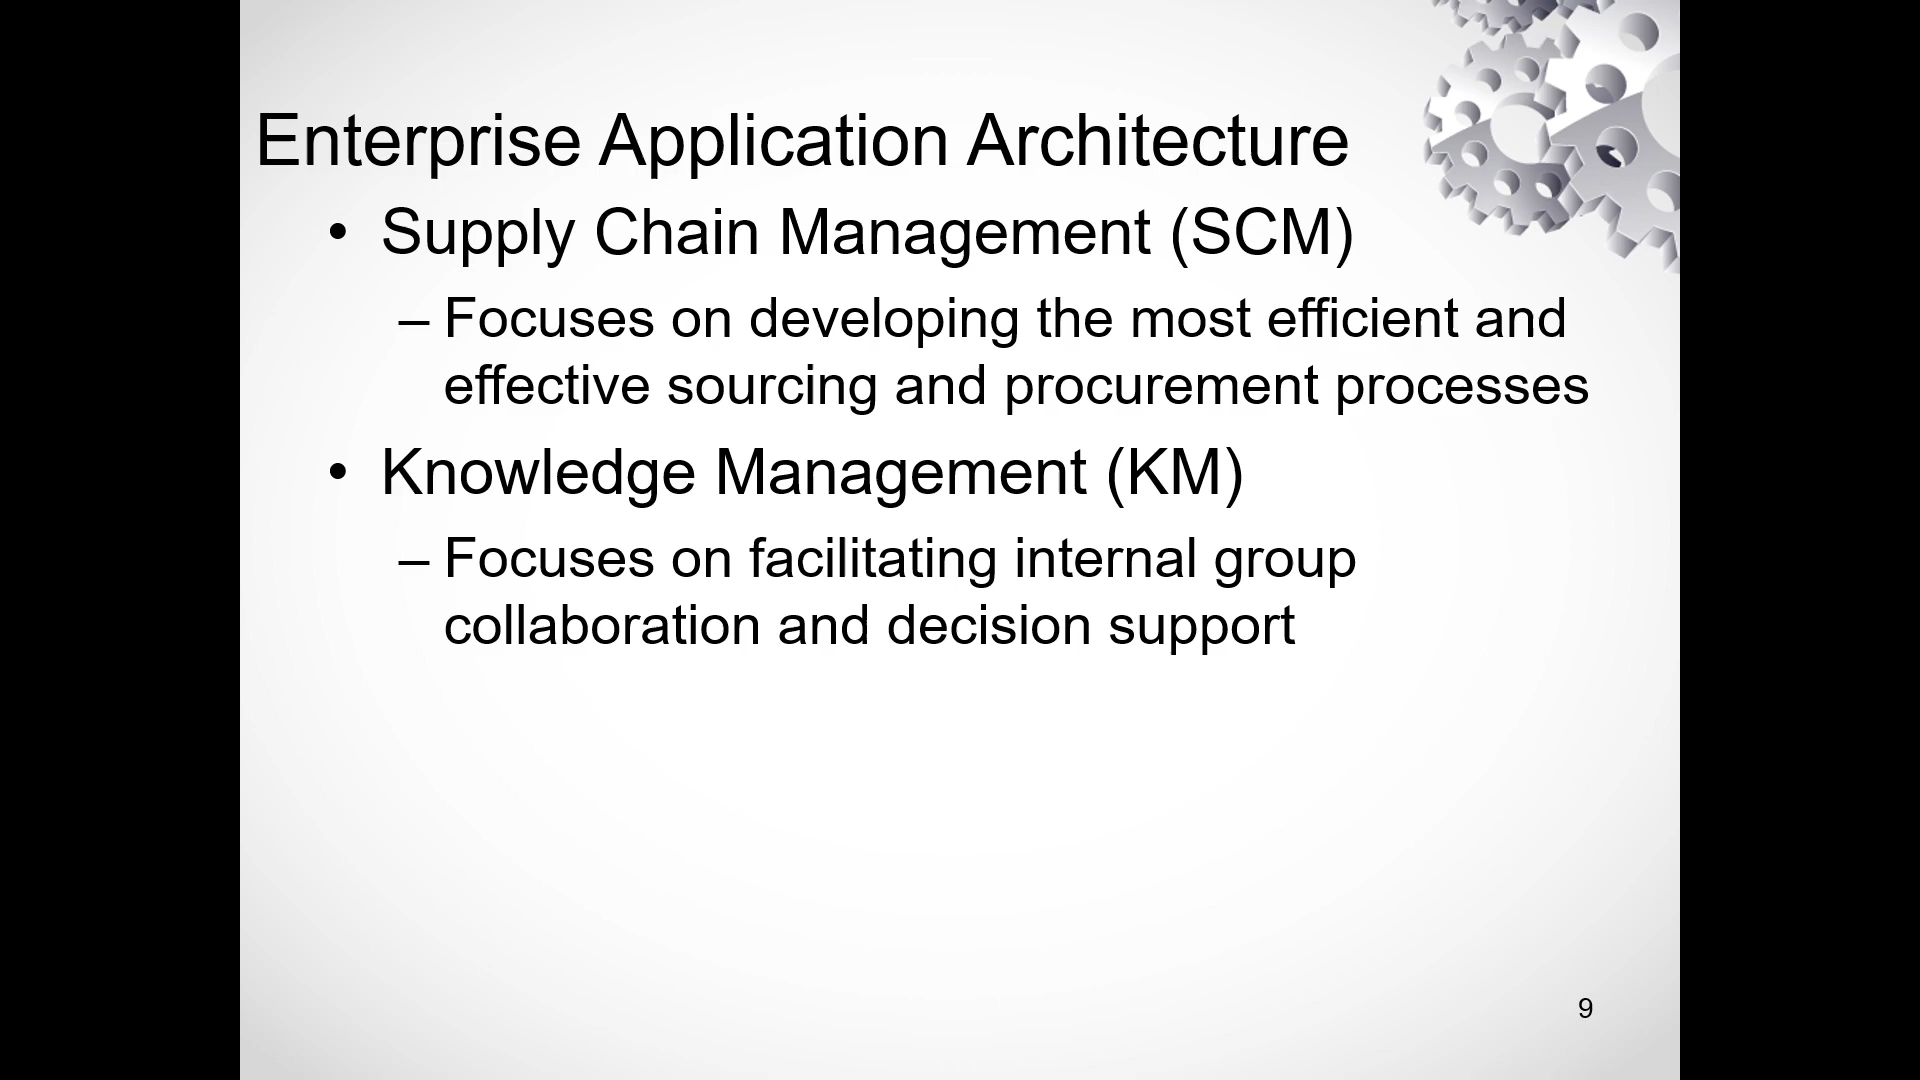 Enterprise Application Architecture
• Supply Chain Management (SCM)
– Focuses on developing the most efficient and
effective sourcing and procurement processes
• Knowledge Management (KM)
– Focuses on facilitating internal group
collaboration and decision support
9